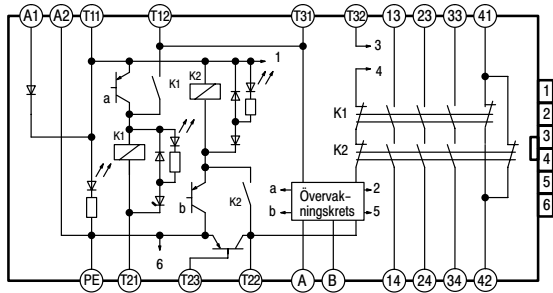 A1 A2 T11 T12 T31 T32 13 23 33 41
1
3
4
K1
K2
a
K1
K1
K2
1
2
3
4
5
6
a
Övervak-
ningskrets
2
b
5
b
K2
6
PE T21 T23 T22 A B 14 24 34 42